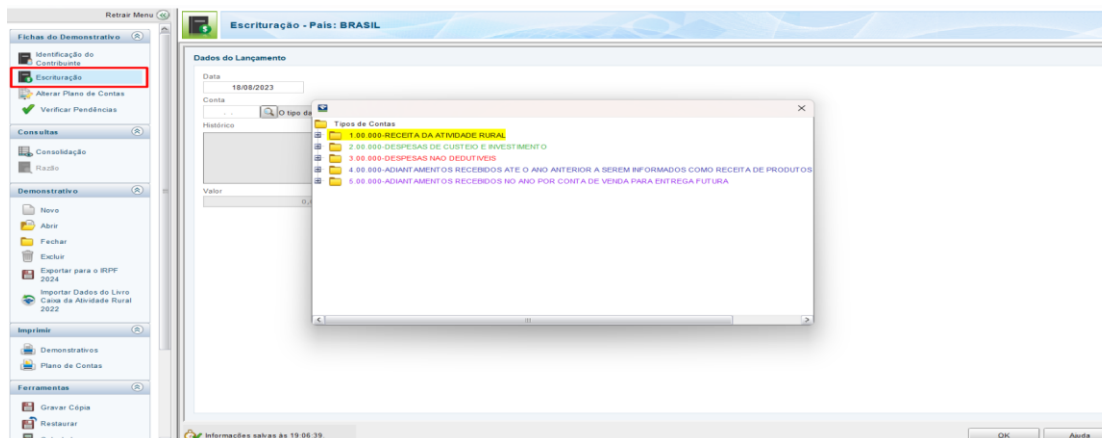 Retrair Menu
Fichas do Demonstrativo
Identificação do
Contribuinte
Escrituração
Alterar Plano de Contas
Verificar Pendências
Consultas
Consolidação
Razão
Demonstrativo
Novo
Abrir
Fechar
Excluir
Exportar para o IRPF
2024
Importar Dados do Livro
Caixa da Atividade Rural
2022
Imprimir
Demonstrativos
Plano de Contas
Ferramentas
Gravar Cópia
Restaurar
Escrituração - País: BRASIL
Dados do Lançamento
Data
18/08/2023
Conta
. .
O tipo da
Histórico
Valor
0,0
Tipos de Contas
1.00.000-RECEITA DA ATIVIDADE RURAL
2.00.000-DESPESAS DE CUSTEIO E INVESTIMENTO
3.00.000-DESPESAS NAO DEDUTIVEIS
4.00.000-ADIANTAMENTOS RECEBIDOS ATE O ANO ANTERIOR A SEREM INFORMADOS COMO RECEITA DE PRODUTOS
5.00.000-ADIANTAMENTOS RECEBIDOS NO ANO POR CONTA DE VENDA PARA ENTREGA FUTURA
Informações salvas às 19:06:39.
OK
Ajuda